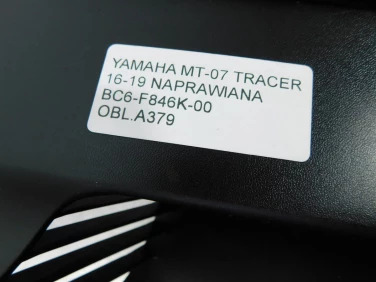 YAMAHA MT-07 TRACER
16-19 NAPRAWIANA
BC6-F846K-00
OBL.A379